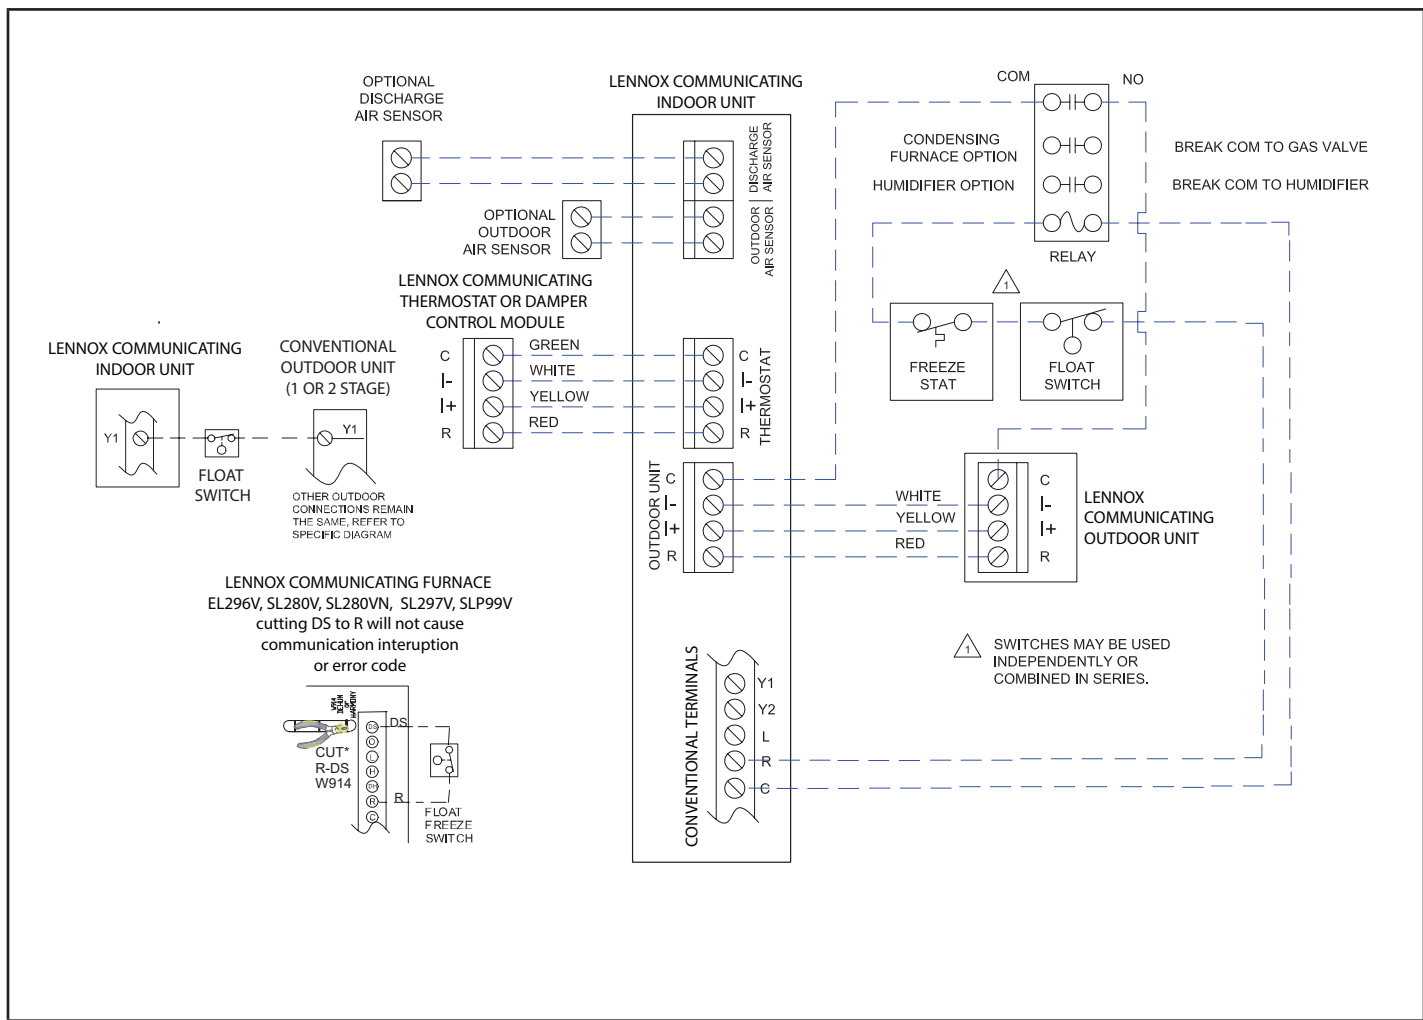 OPTIONAL
DISCHARGE
AIR SENSOR
LENNOX COMMUNICATING
INDOOR UNIT
DISCHARGE
AIR SENSOR
OPTIONAL
OUTDOOR
AIR SENSOR
OUTDOOR
AIR SENSOR
COM
NO
CONDENSING
FURNACE OPTION
BREAK COM TO GAS VALVE
HUMIDIFIER OPTION
BREAK COM TO HUMIDIFIER
RELAY
1
FREEZE
STAT
FLOAT
SWITCH
LENNOX COMMUNICATING
THERMOSTAT OR DAMPER
CONTROL MODULE
C
I-
I+
R
GREEN
WHITE
YELLOW
RED
C
I-
I+
R
THERMOSTAT
LENNOX COMMUNICATING
INDOOR UNIT
Y1
FLOAT
SWITCH
CONVENTIONAL
OUTDOOR UNIT
(1 OR 2 STAGE)
Y1
OTHER OUTDOOR
CONNECTIONS REMAIN
THE SAME, REFER TO
SPECIFIC DIAGRAM
OUTDOOR UNIT
C
I-
I+
R
WHITE
YELLOW
RED
C
I-
I+
R
LENNOX
COMMUNICATING
OUTDOOR UNIT
LENNOX COMMUNICATING FURNACE
EL296V, SL280V, SL280VN, SL297V, SLP99V
cutting DS to R will not cause
communication interuption
or error code
W914
DEHUM
OR
HARMONY
CUT*
R-DS
W914
DS
O
L
H
DH
R
C
DS
R
FLOAT
FREEZE
SWITCH
CONVENTIONAL TERMINALS
Y1
Y2
L
R
C
1
SWITCHES MAY BE USED
INDEPENDENTLY OR
COMBINED IN SERIES.